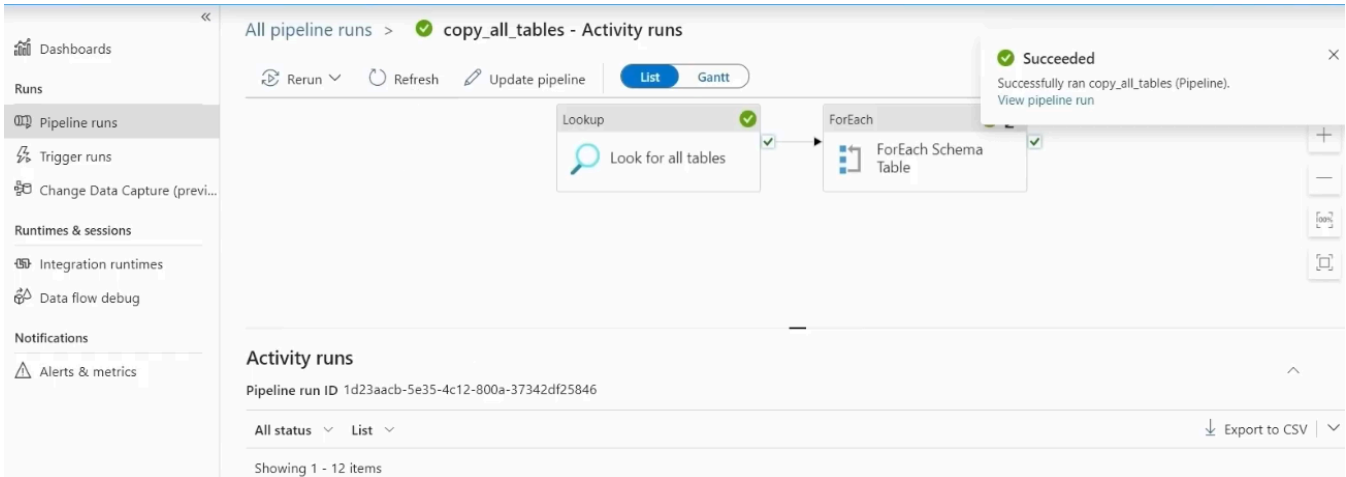 All pipeline runs > copy_all_tables - Activity runs
Rerun
Refresh
Update pipeline
List
Gantt
Succeeded
Successfully ran copy_all_tables (Pipeline).
View pipeline run
Dashboards
Runs
Pipeline runs
Trigger runs
Change Data Capture (previ...
Runtimes & sessions
Integration runtimes
Data flow debug
Notifications
Alerts & metrics
Lookup
Look for all tables
ForEach
ForEach Schema
Table
100%
Activity runs
Pipeline run ID 1d23aacb-5e35-4c12-800a-37342df25846
All status
List
Export to CSV
Showing 1 - 12 items